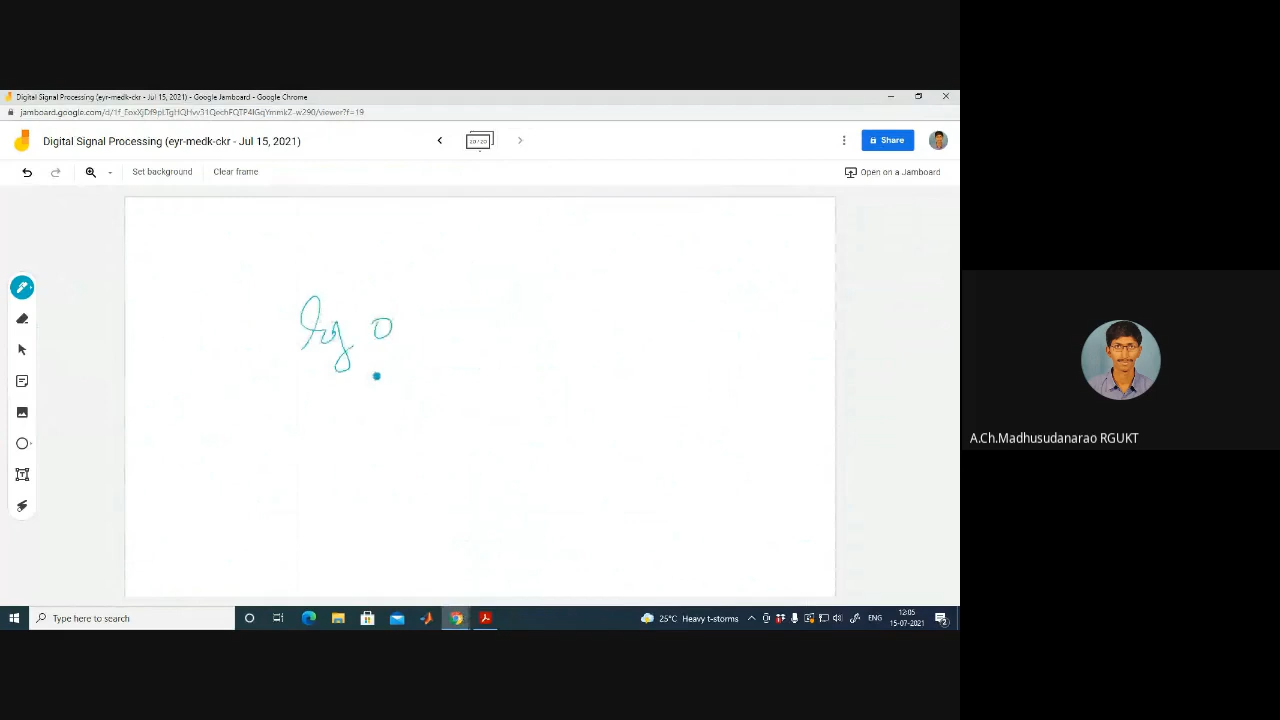 Digital Signal Processing (eyr-medk-ckr - Jul 15, 2021) - Google Jamboard - Google Chrome
Digital Signal Processing (eyr-medk-ckr - Jul 15, 2021)
20 / 20
Share
Set background
Clear frame
Open on a Jamboard
A.Ch.Madhusudanarao RGUKT
Type here to search
25°C Heavy t-storms
ENG
12:05
15-07-2021